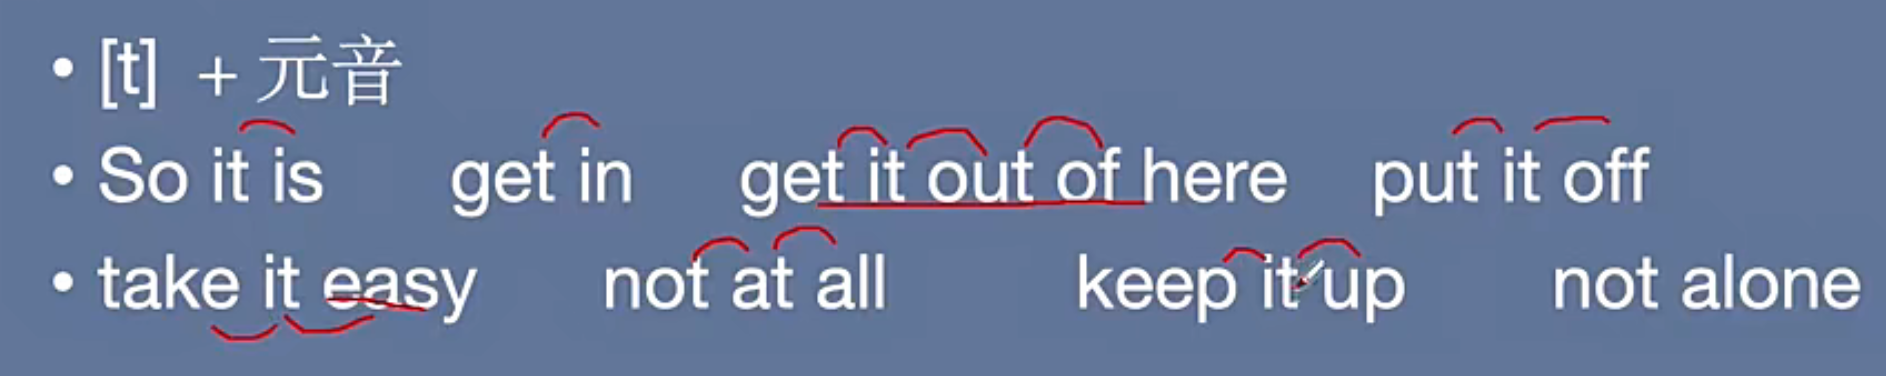 • [t] + 元音
• So it is get in get it out of here put it off
• take it easy not at all keep it up not alone